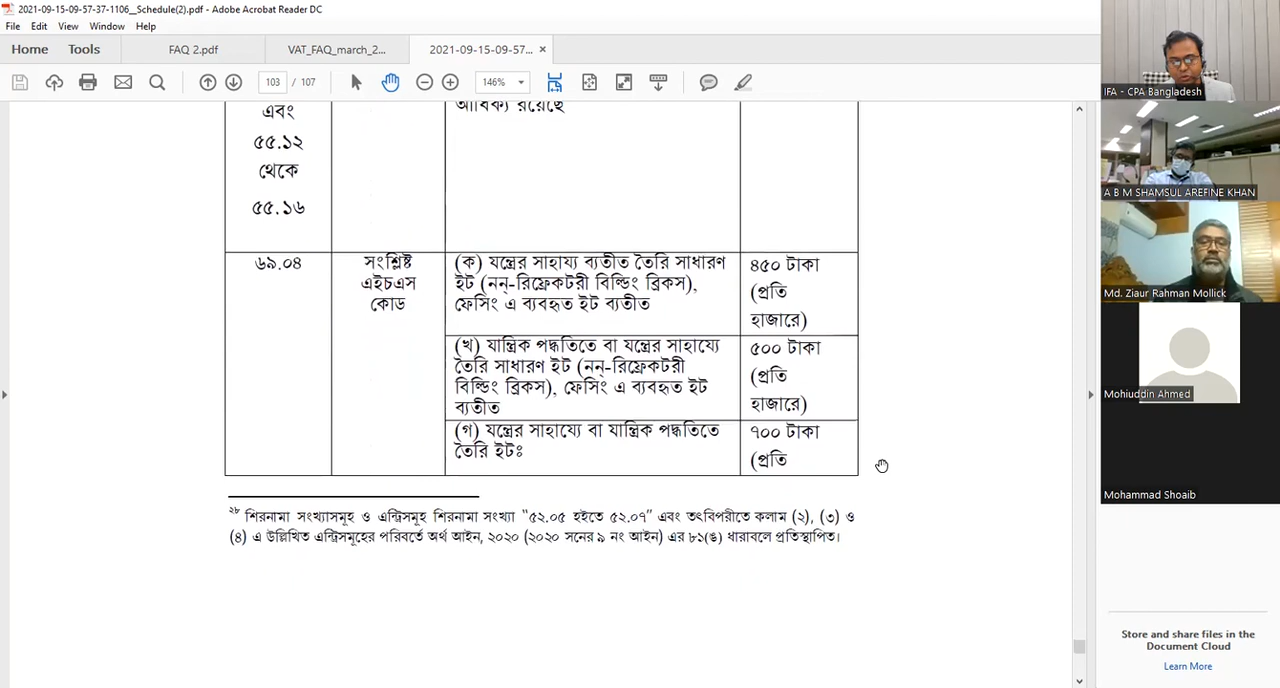 2021-09-15-09-57-37-1106__Schedule(2).pdf - Adobe Acrobat Reader DC
File Edit View Window Help
Home Tools FAQ 2.pdf VAT_FAQ_march_2... 2021-09-15-09-57... ×
103 / 107 146%
এবং
৫৫.১২
থেকে
৫৫.১৬
আধিক্য রয়েছে
৬৯.০৪
সংশ্লিষ্ট
এইচএস
কোড
(ক) যন্ত্রের সাহায্য ব্যতীত তৈরি সাধারণ
ইট (নন্-রিফ্রেকটরী বিল্ডিং ব্রিকস),
ফেসিং এ ব্যবহৃত ইট ব্যতীত
৪৫০ টাকা
(প্রতি
হাজারে)
(খ) যান্ত্রিক পদ্ধতিতে বা যন্ত্রের সাহায্যে
তৈরি সাধারণ ইট (নন্-রিফ্রেকটরী
বিল্ডিং ব্রিকস), ফেসিং এ ব্যবহৃত ইট
ব্যতীত
৫০০ টাকা
(প্রতি
হাজারে)
(গ) যন্ত্রের সাহায্যে বা যান্ত্রিক পদ্ধতিতে
তৈরি ইটঃ
৭০০ টাকা
(প্রতি
২৮ শিরনামা সংখ্যাসমূহ ও এন্ট্রিসমূহ শিরনামা সংখ্যা "৫২.০৫ হইতে ৫২.০৭" এবং তৎবিপরীতে কলাম (২), (৩) ও
(৪) এ উল্লিখিত এন্ট্রিসমূহের পরিবর্তে অর্থ আইন, ২০২০ (২০২০ সনের ৯ নং আইন) এর ৮১(ঙ) ধারাবলে প্রতিস্থাপিত।
IFA - CPA Bangladesh
A B M SHAMSUL AREFINE KHAN
Md. Ziaur Rahman Mollick
Mohiuddin Ahmed
Mohammad Shoaib
Store and share files in the
Document Cloud
Learn More